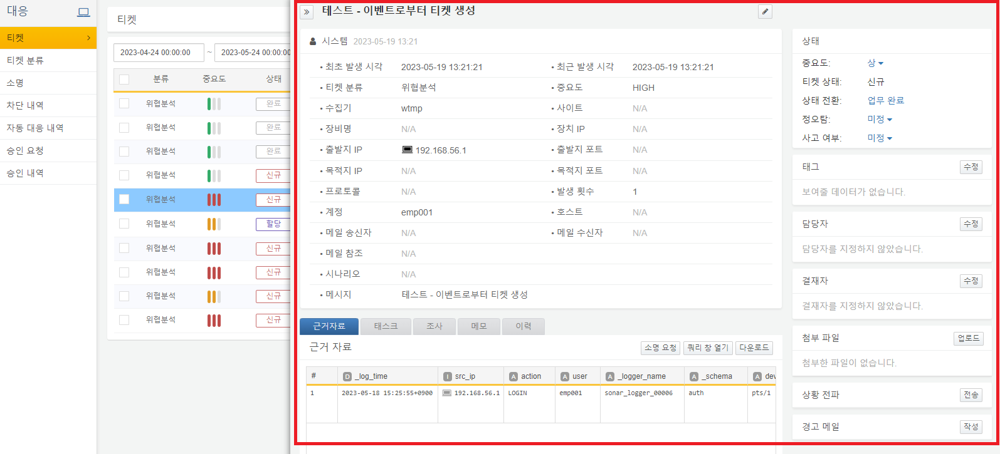 대응
티켓
티켓 분류
소명
차단 내역
자동 대응 내역
승인 요청
승인 내역
티켓
2023-04-24 00:00:00 ~ 2023-05-24 00:00:00
분류 중요도 상태
위협분석 완료
위협분석 완료
위협분석 완료
위협분석 신규
위협분석 신규
위협분석 할당
위협분석 신규
위협분석 신규
위협분석 신규
위협분석 신규
» 테스트 - 이벤트로부터 티켓 생성
시스템 2023-05-19 13:21
• 최초 발생 시각 2023-05-19 13:21:21 • 최근 발생 시각 2023-05-19 13:21:21
• 티켓 분류 위협분석 • 중요도 HIGH
• 수집기 wtmp • 사이트 N/A
• 장비명 N/A • 장치 IP N/A
• 출발지 IP 192.168.56.1 • 출발지 포트 N/A
• 목적지 IP N/A • 목적지 포트 N/A
• 프로토콜 N/A • 발생 횟수 1
• 계정 emp001 • 호스트 N/A
• 메일 송신자 N/A • 메일 수신자 N/A
• 메일 참조 N/A
• 시나리오 N/A
• 메시지 테스트 - 이벤트로부터 티켓 생성
근거자료 태스크 조사 메모 이력
근거 자료 소명 요청 쿼리 창 열기 다운로드
# D _log_time I src_ip A action A user A _logger_name A _schema A dev
1 2023-05-18 15:25:55+0900 192.168.56.1 LOGIN emp001 sonar_logger_00006 auth pts/1
상태
중요도: 상
티켓 상태: 신규
상태 전환: 업무 완료
정오탐: 미정
사고 여부: 미정
태그 수정
보여줄 데이터가 없습니다.
담당자 수정
담당자를 지정하지 않았습니다.
결재자 수정
결재자를 지정하지 않았습니다.
첨부 파일 업로드
첨부한 파일이 없습니다.
상황 전파 전송
경고 메일 작성